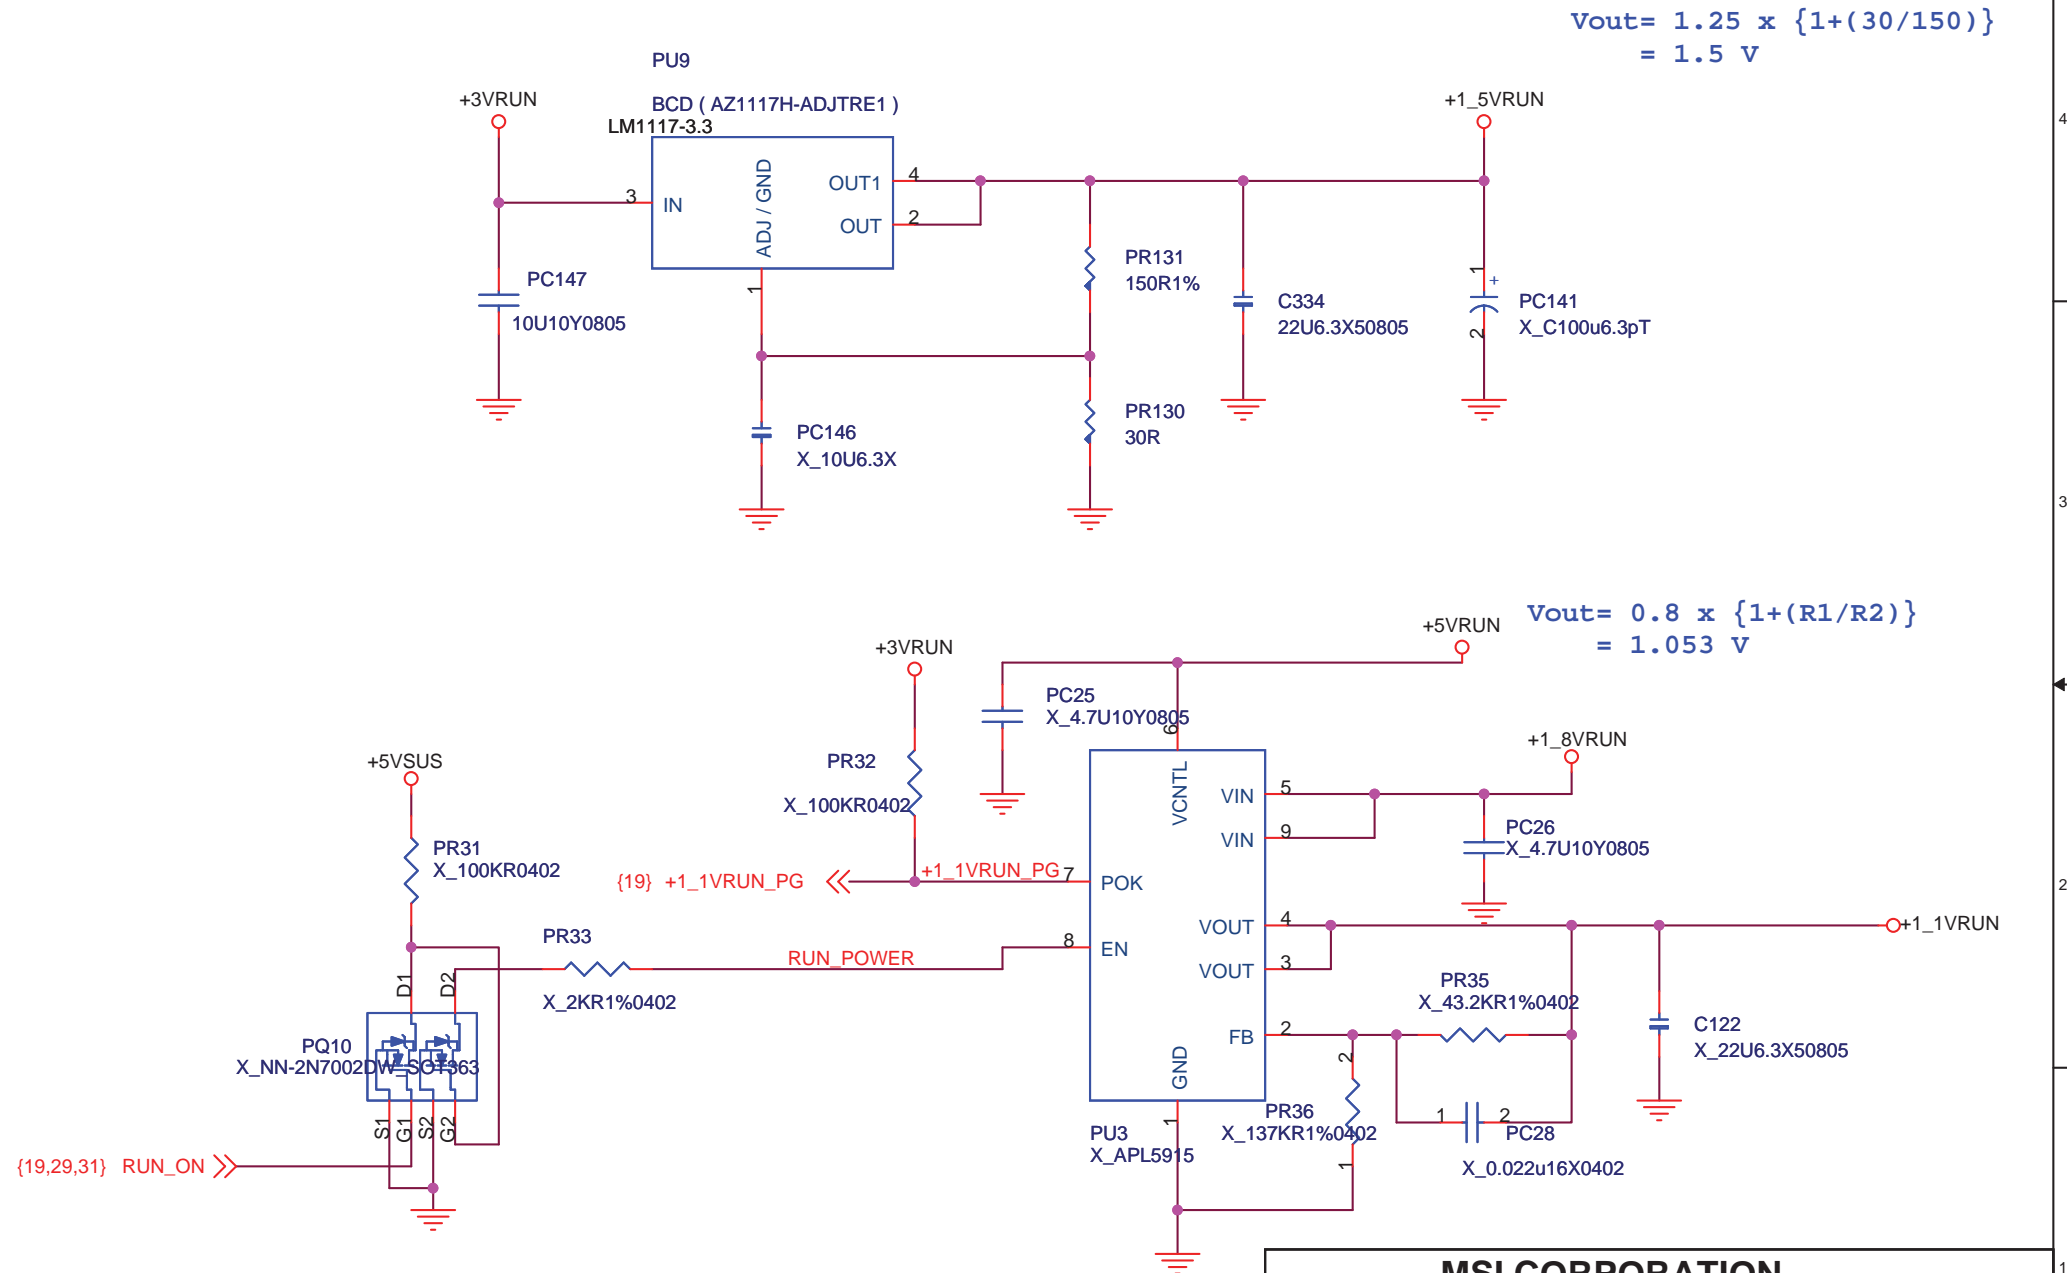 Vout= 1.25 x {1+(30/150)}
= 1.5 V
PU9
+3VRUN
BCD ( AZ1117H-ADJTRE1 )
LM1117-3.3
+1_5VRUN
4
3
IN
ADJ / GND
OUT1
4
OUT
2
1
PC147
10U10Y0805
PR131
150R1%
C334
22U6.3X50805
1
+
2
PC141
X_C100u6.3pT
PC146
X_10U6.3X
PR130
30R
3
Vout= 0.8 x {1+(R1/R2)}
= 1.053 V
+5VRUN
+3VRUN
PC25
X_4.7U10Y0805
6
+1_8VRUN
+5VSUS
PR32
X_100KR0402
VCNTL
VIN
5
VIN
9
PC26
X_4.7U10Y0805
PR31
X_100KR0402
{19} +1_1VRUN_PG
+1_1VRUN_PG
7
POK
2
VOUT
4
+1_1VRUN
PR33
X_2KR1%0402
RUN_POWER
8
EN
VOUT
3
D1
D2
PR35
X_43.2KR1%0402
FB
2
C122
X_22U6.3X50805
PQ10
X_NN-2N7002DW_SOT363
GND
2
PR36
X_137KR1%0402
1
1
2
PC28
X_0.022u16X0402
S1
G1
S2
G2
1
PU3
X_APL5915
{19,29,31} RUN_ON
MSI CORPORATION
1